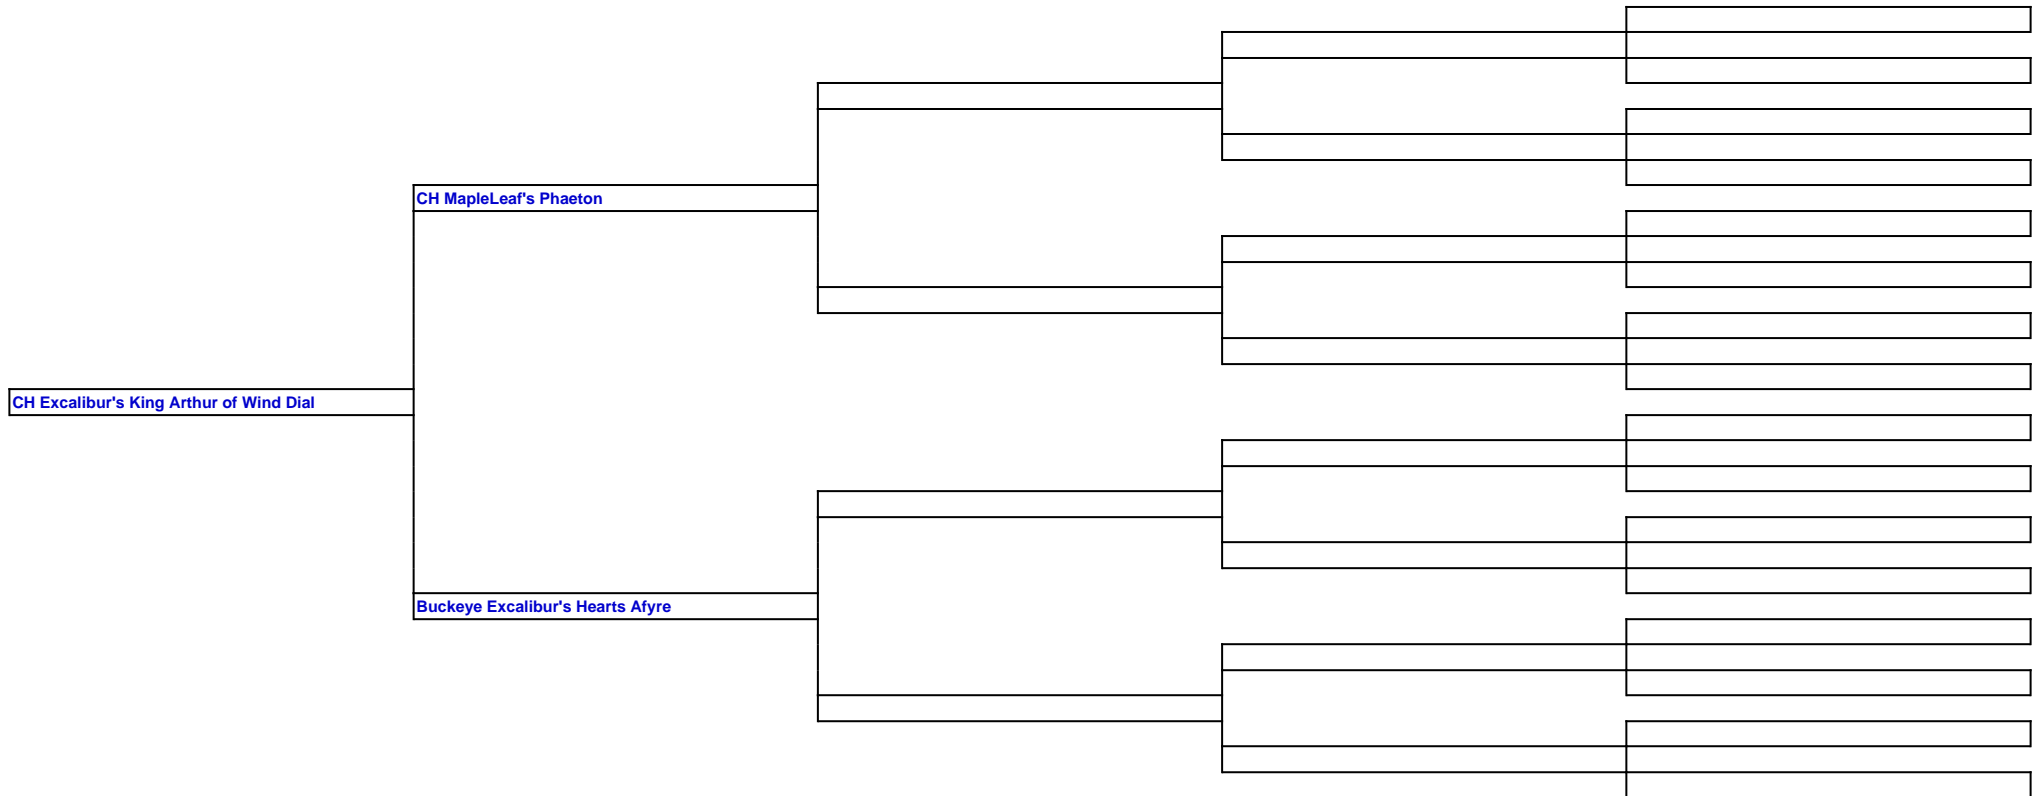 CH MapleLeaf's Phaeton
CH Excalibur's King Arthur of Wind Dial
Buckeye Excalibur's Hearts Afyre